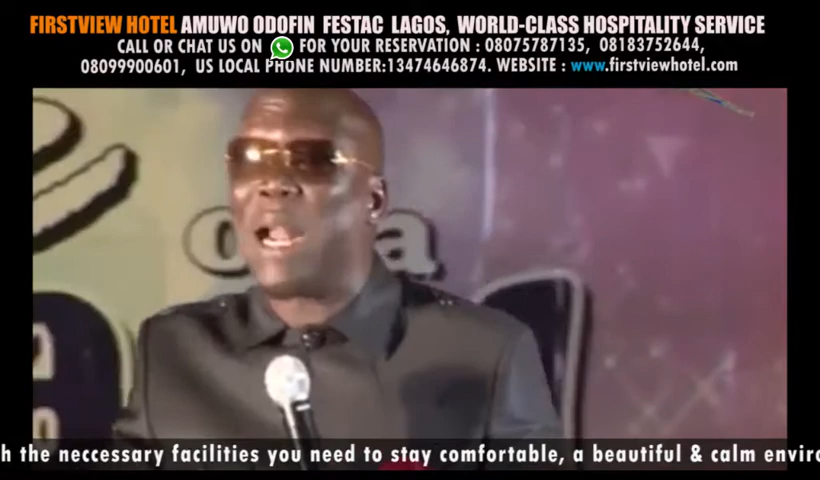 FIRSTVIEW HOTEL AMUWO ODOFIN FESTAC LAGOS, WORLD-CLASS HOSPITALITY SERVICE
CALL OR CHAT US ON FOR YOUR RESERVATION : 08075787135, 08183752644,
08099900601, US LOCAL PHONE NUMBER:13474646874. WEBSITE : www.firstviewhotel.com
h the neccessary facilities you need to stay comfortable, a beautiful & calm enviro